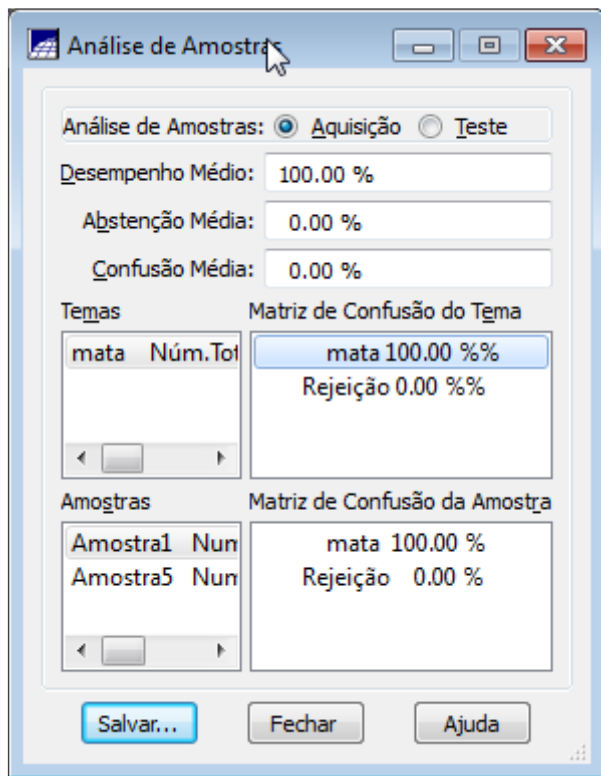 Análise de Amostras
Análise de Amostras: Aquisição Teste
Desempenho Médio: 100.00 %
Abstenção Média: 0.00 %
Confusão Média: 0.00 %
Temas Matriz de Confusão do Tema
mata Núm.Tot mata 100.00 %%
Rejeição 0.00 %%
Amostras Matriz de Confusão da Amostra
Amostra1 Num mata 100.00 %
Amostra5 Num Rejeição 0.00 %
Salvar... Fechar Ajuda